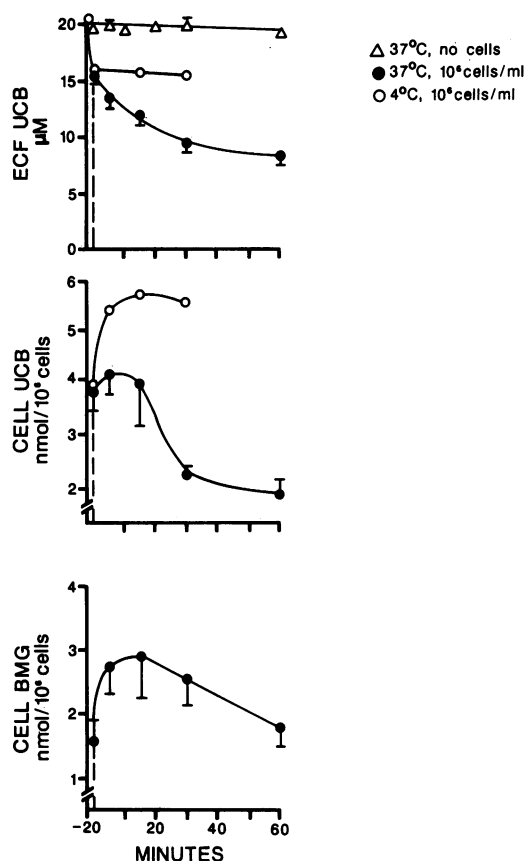 20
15
10
5
0
ECF UCB
μM
△ 37°C, no cells
● 37°C, 10⁶cells/ml
○ 4°C, 10⁶cells/ml
6
5
4
3
2
CELL UCB
nmol/10⁶cells
4
3
2
1
CELL BMG
nmol/10⁶cells
-20 20 40 60
MINUTES